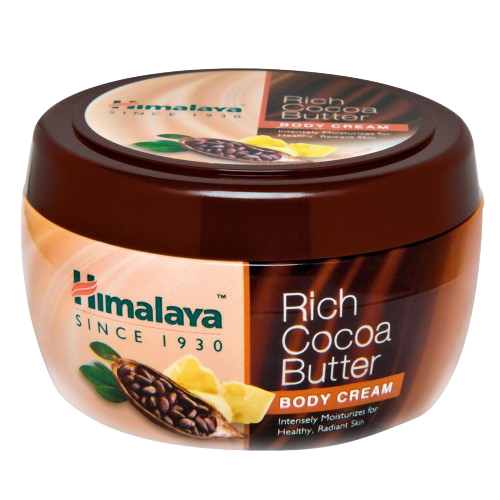 Himalaya
SINCE 1930
Rich
Cocoa
Butter
BODY CREAM
Intensely Moisturizes for
Healthy, Radiant Skin
Himalaya™
SINCE 1930
Rich
Cocoa
Butter
BODY CREAM
Intensely Moisturizes for
Healthy, Radiant Skin